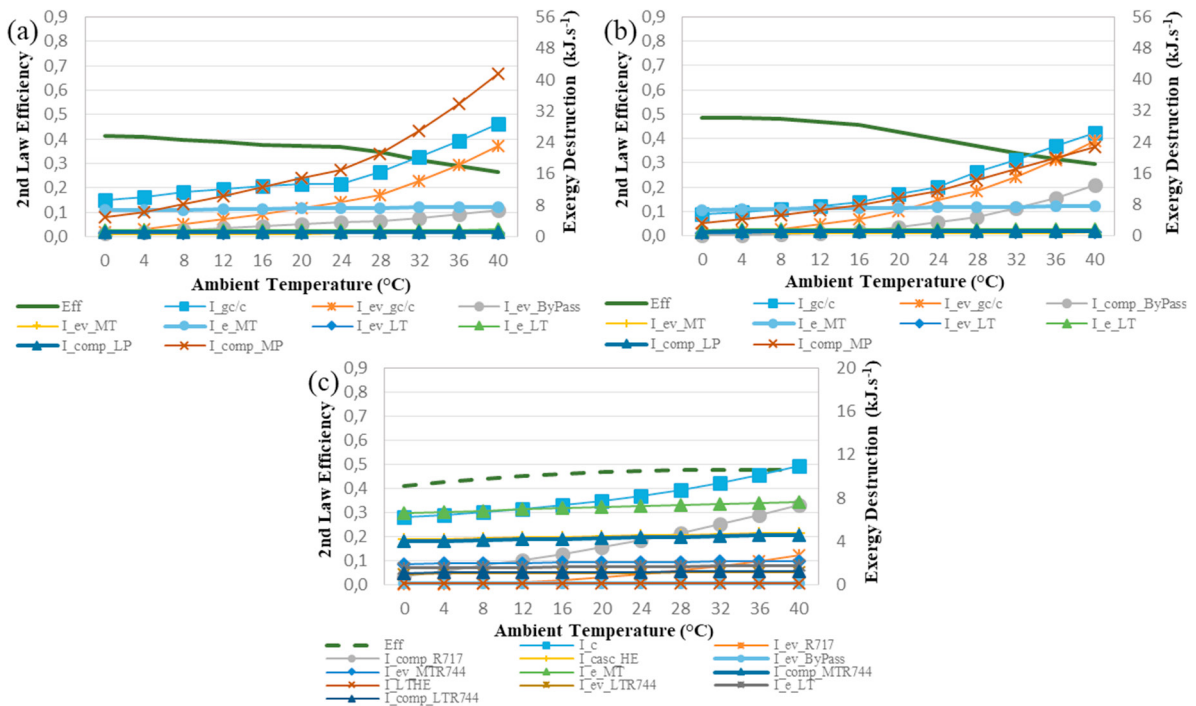 (a)
0,9
0,8
0,7
0,6
0,5
0,4
0,3
0,2
0,1
0,0
2nd Law Efficiency
56
48
40
32
24
16
8
0
Exergy Destruction (kJ.s-1)
0 4 8 12 16 20 24 28 32 36 40
Ambient Temperature (°C)
Eff I_gc/c I_ev_gc/c I_ev_ByPass
I_ev_MT I_e_MT I_ev_LT I_e_LT
I_comp_LP I_comp_MP
(b)
0,9
0,8
0,7
0,6
0,5
0,4
0,3
0,2
0,1
0,0
2nd Law Efficiency
56
48
40
32
24
16
8
0
Exergy Destruction (kJ.s-1)
0 4 8 12 16 20 24 28 32 36 40
Ambient Temperature (°C)
Eff I_gc/c I_ev_gc/c I_comp_ByPass
I_ev_MT I_e_MT I_ev_LT I_e_LT
I_comp_LP I_comp_MP
(c)
0,9
0,8
0,7
0,6
0,5
0,4
0,3
0,2
0,1
0,0
2nd Law Efficiency
20
16
12
8
4
0
Exergy Destruction (kJ.s-1)
0 4 8 12 16 20 24 28 32 36 40
Ambient Temperature (°C)
Eff I_c I_ev_R717
I_comp_R717 I_casc_HE I_ev_ByPass
I_ev_MTR744 I_e_MT I_comp_MTR744
I_LTHE I_ev_LTR744 I_e_LT
I_comp_LTR744